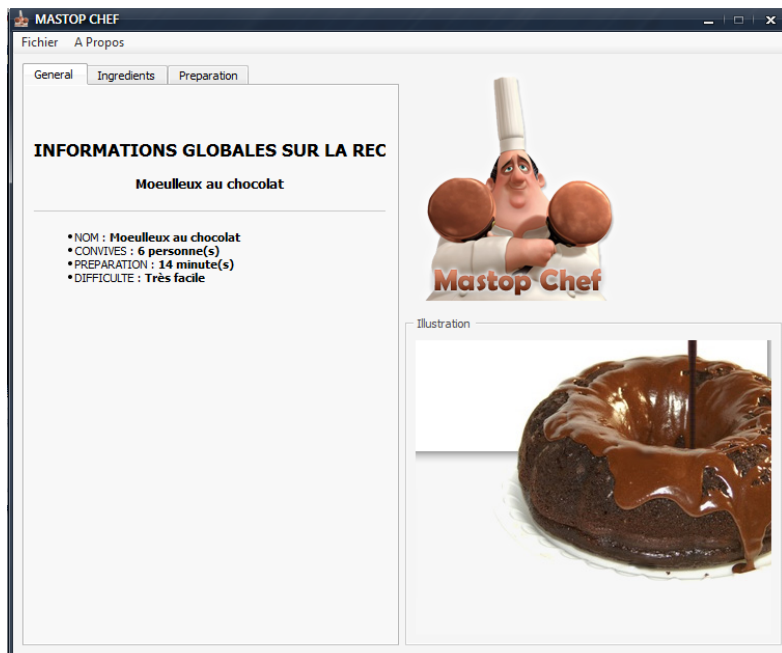 MASTOP CHEF
Fichier A Propos
General Ingredients Preparation
INFORMATIONS GLOBALES SUR LA REC
Moeulleux au chocolat
•NOM : Moeulleux au chocolat
•CONVIVES : 6 personne(s)
•PREPARATION : 14 minute(s)
•DIFFICULTE : Très facile
Mastop Chef
Illustration